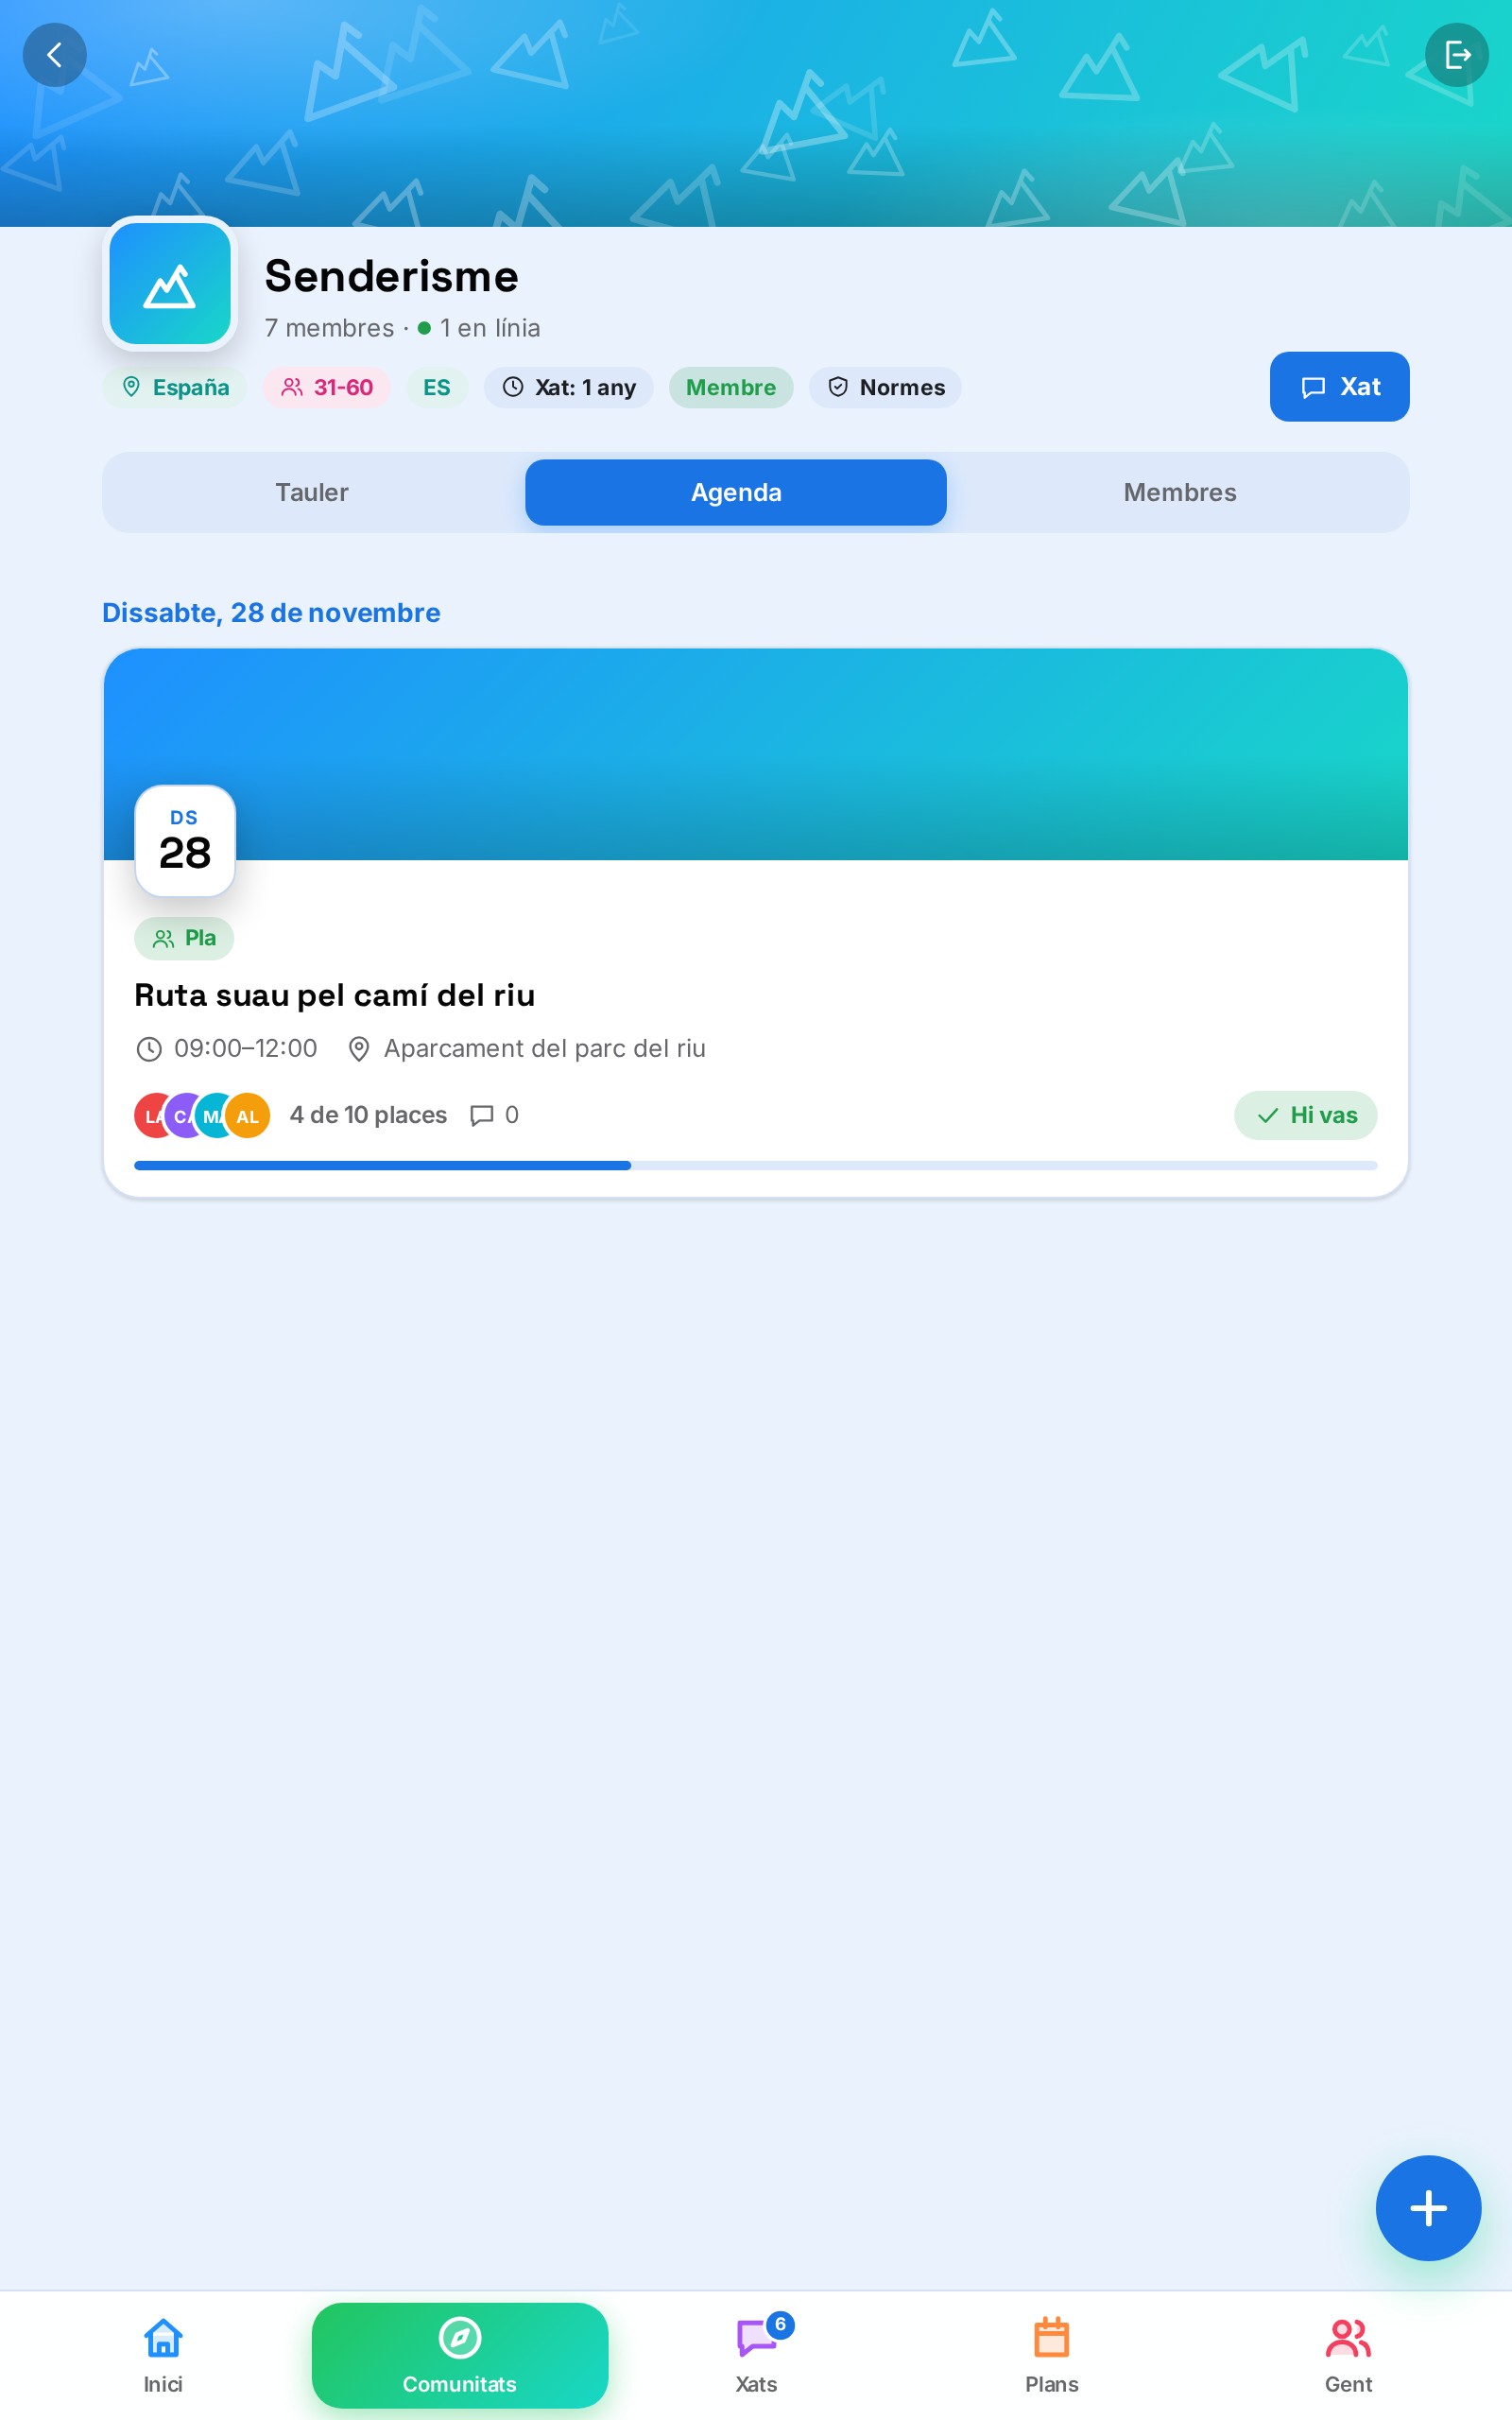 Senderisme
7 membres · 1 en línia
España
31-60
ES
Xat: 1 any
Membre
Normes
Xat
Tauler
Agenda
Membres
Dissabte, 28 de novembre
DS
28
Pla
Ruta suau pel camí del riu
09:00–12:00
Aparcament del parc del riu
AL
4 de 10 places
0
Hi vas
6
Inici
Comunitats
Xats
Plans
Gent